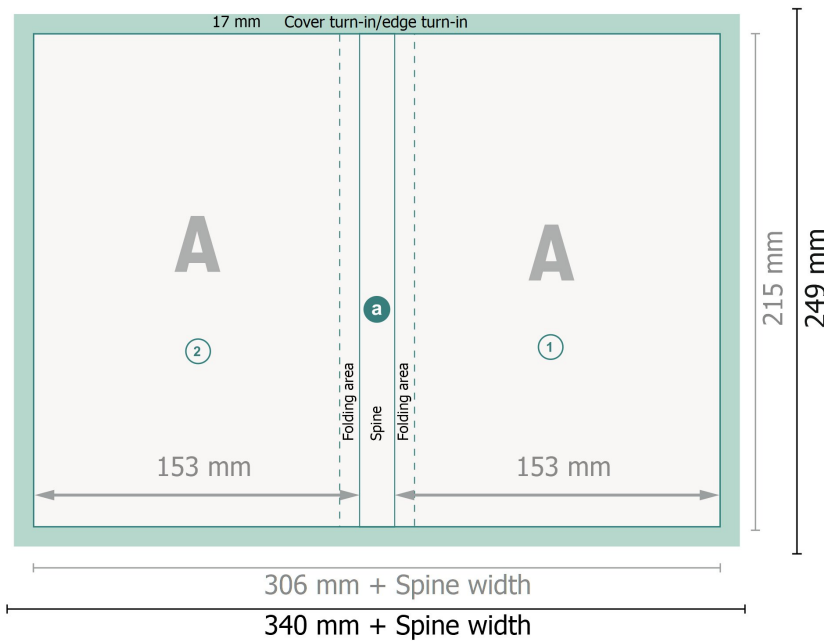 17 mm Cover turn-in/edge turn-in
A
A
a
2
1
Folding area
Spine
Folding area
153 mm
153 mm
215 mm
249 mm
306 mm + Spine width
340 mm + Spine width